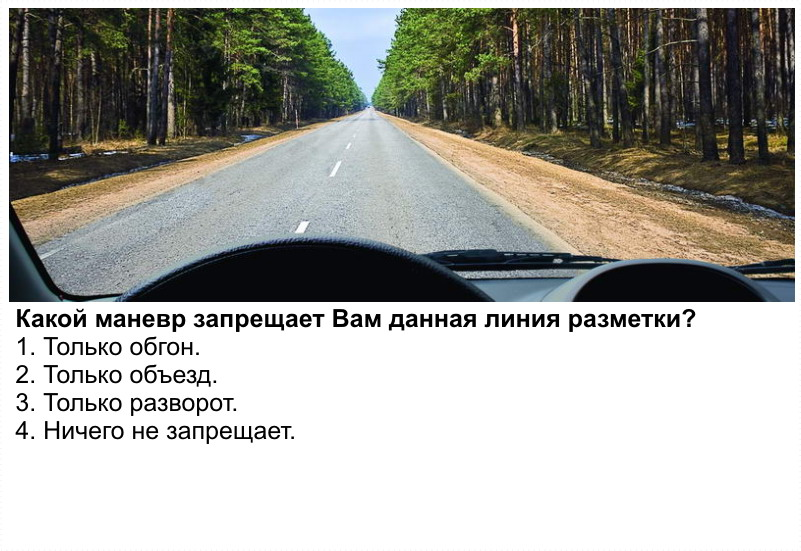 Какой маневр запрещает Вам данная линия разметки?
1. Только обгон.
2. Только объезд.
3. Только разворот.
4. Ничего не запрещает.